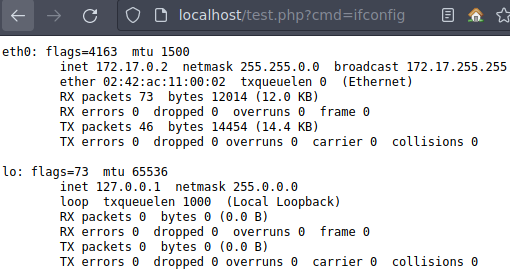 localhost/test.php?cmd=ifconfig
eth0: flags=4163  mtu 1500
        inet 172.17.0.2  netmask 255.255.0.0  broadcast 172.17.255.255
        ether 02:42:ac:11:00:02  txqueuelen 0  (Ethernet)
        RX packets 73  bytes 12014 (12.0 KB)
        RX errors 0  dropped 0  overruns 0  frame 0
        TX packets 46  bytes 14454 (14.4 KB)
        TX errors 0  dropped 0 overruns 0  carrier 0  collisions 0

lo: flags=73  mtu 65536
        inet 127.0.0.1  netmask 255.0.0.0
        loop  txqueuelen 1000  (Local Loopback)
        RX packets 0  bytes 0 (0.0 B)
        RX errors 0  dropped 0  overruns 0  frame 0
        TX packets 0  bytes 0 (0.0 B)
        TX errors 0  dropped 0 overruns 0  carrier 0  collisions 0